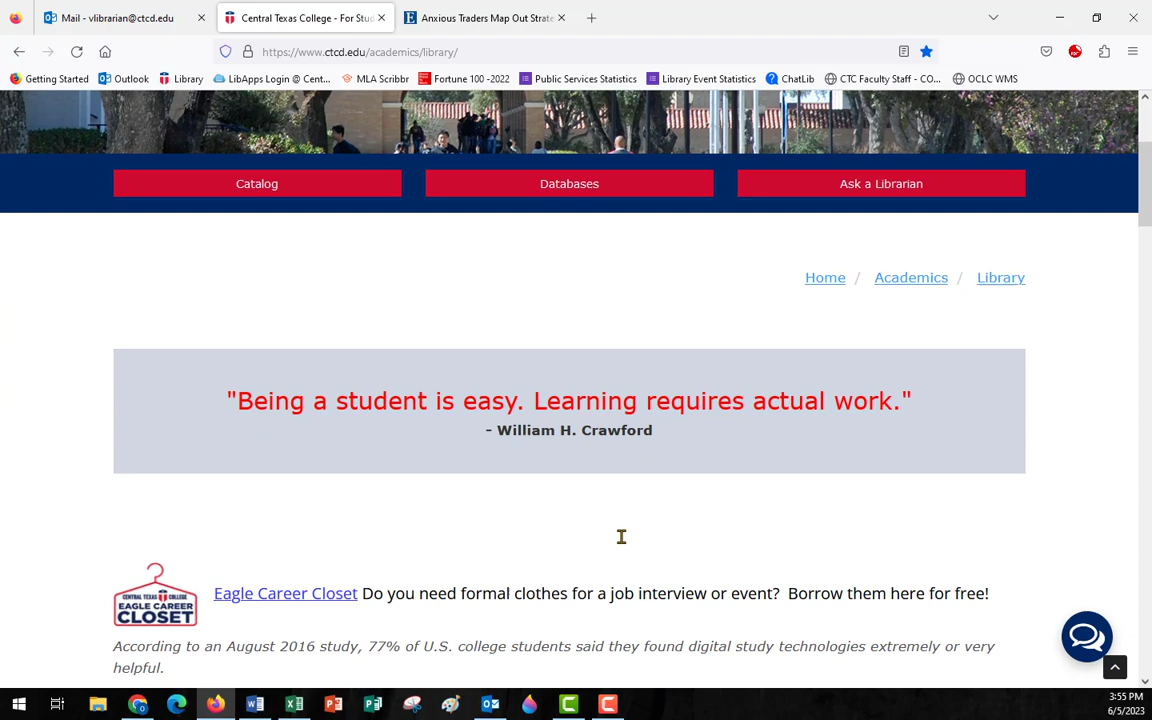 Mail - vlibrarian@ctcd.edu
Central Texas College - For Stud
Anxious Traders Map Out Strate
https://www.ctcd.edu/academics/library/
Getting Started
Outlook
Library
LibApps Login @ Cent...
MLA Scribbr
Fortune 100 -2022
Public Services Statistics
Library Event Statistics
ChatLib
CTC Faculty Staff - CO...
OCLC WMS
Catalog
Databases
Ask a Librarian
Home / Academics / Library
"Being a student is easy. Learning requires actual work."
- William H. Crawford
CENTRAL TEXAS COLLEGE
EAGLE CAREER
CLOSET
Eagle Career Closet Do you need formal clothes for a job interview or event? Borrow them here for free!
According to an August 2016 study, 77% of U.S. college students said they found digital study technologies extremely or very
helpful.
3:55 PM
6/5/2023